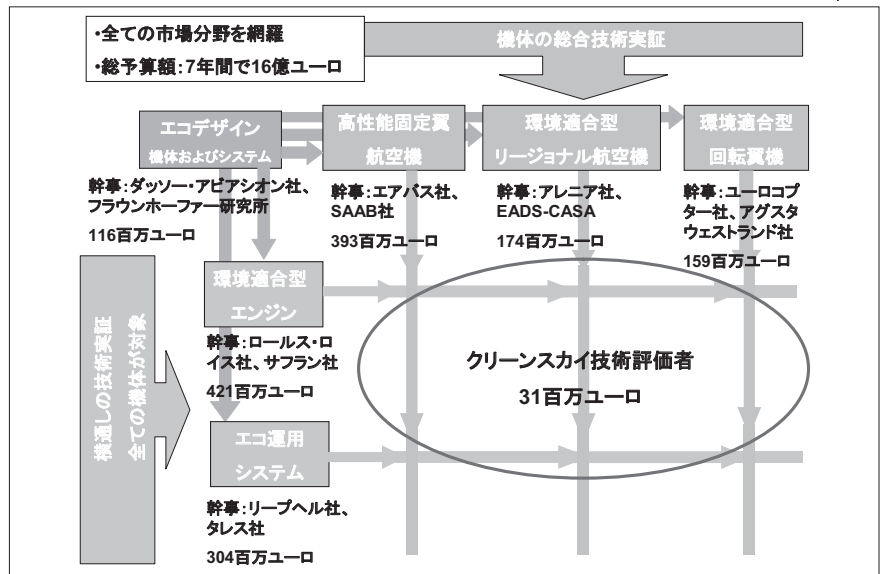 ・全ての市場分野を網羅
・総予算額：7年間で16億ユーロ
機体の総合技術実証
エコデザイン
機体およびシステム
幹事：ダッソー・アビアシオン社、
フラウンホーファー研究所
116百万ユーロ
高性能固定翼
航空機
幹事：エアバス社、
SAAB社
393百万ユーロ
環境適合型
リージョナル航空機
幹事：アレニア社、
EADS-CASA
174百万ユーロ
環境適合型
回転翼機
幹事：ユーロコプ
ター社、アグスタ
ウェストランド社
159百万ユーロ
横通しの技術実証
全ての機体が対象
環境適合型
エンジン
幹事：ロールス・ロ
イス社、サフラン社
421百万ユーロ
クリーンスカイ技術評価者
31百万ユーロ
エコ運用
システム
幹事：リープヘル社、
タレス社
304百万ユーロ